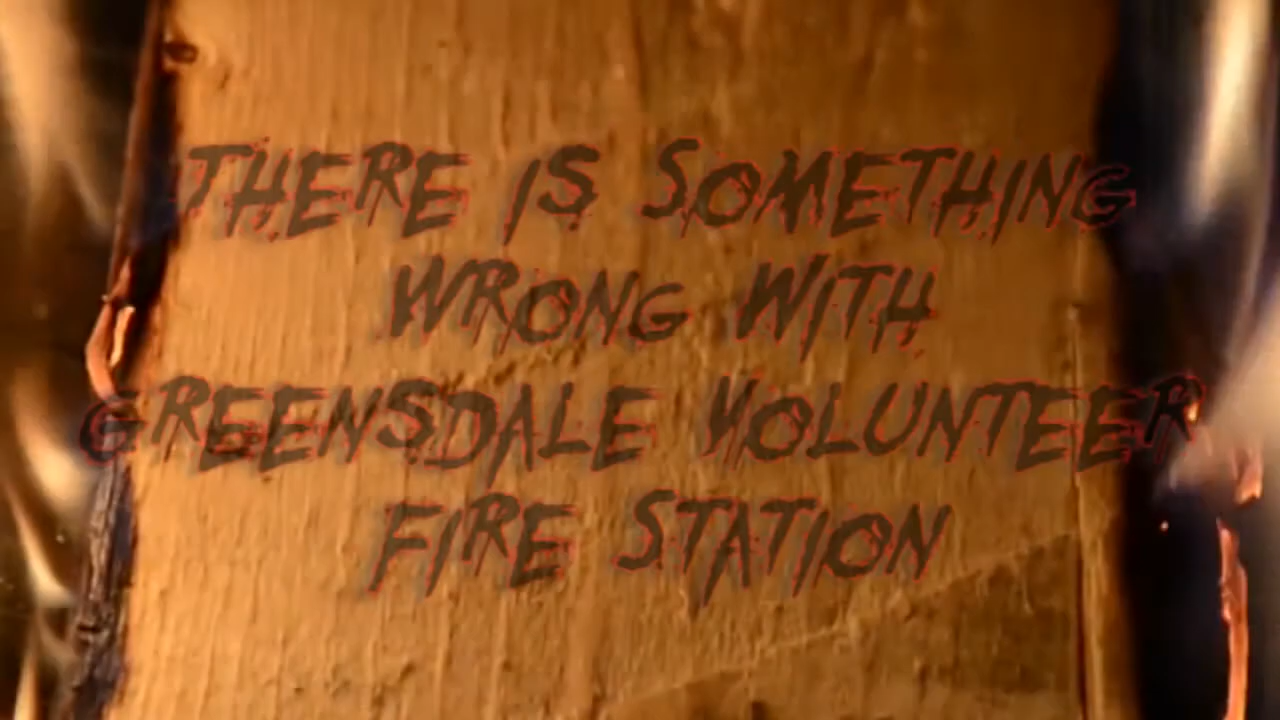 THERE IS SOMETHING
WRONG WITH
GREENSDALE VOLUNTEER
FIRE STATION